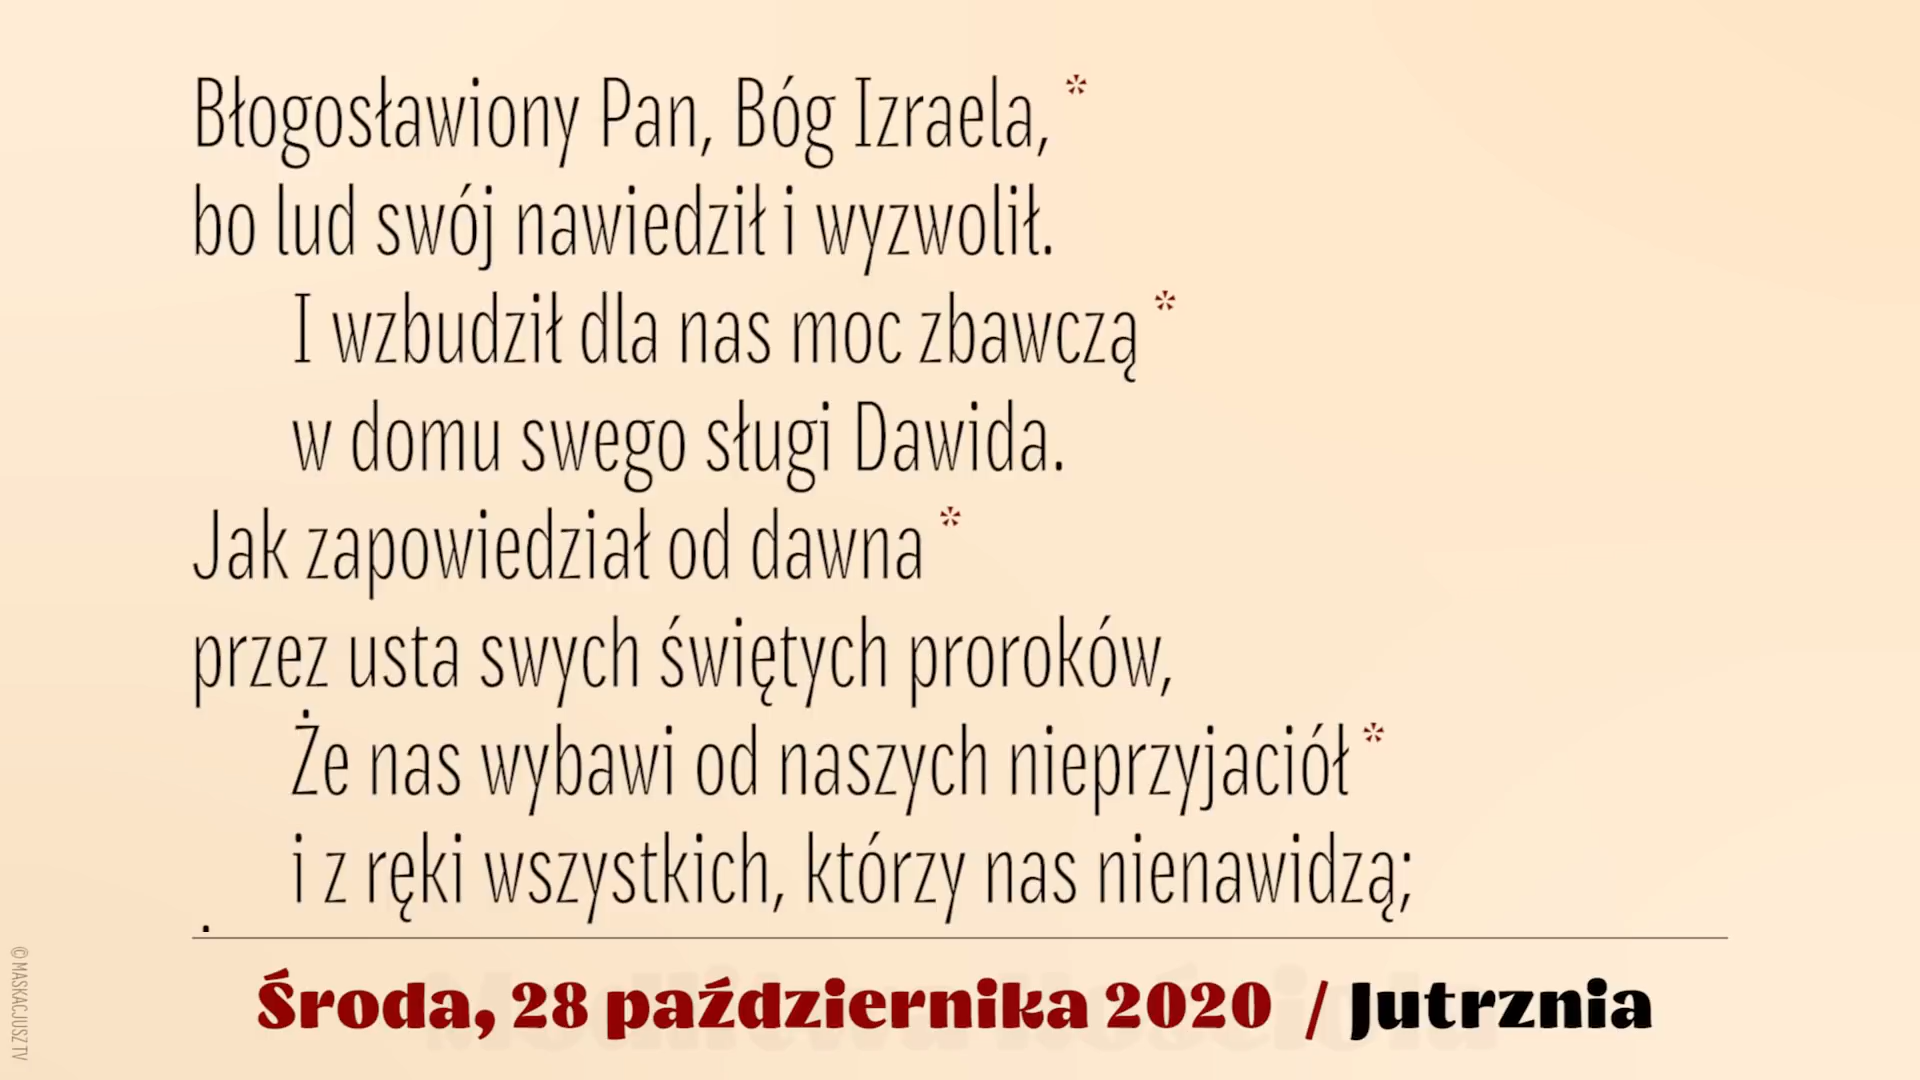 Błogosławiony Pan, Bóg Izraela, *
bo lud swój nawiedził i wyzwolił.
I wzbudził dla nas moc zbawczą *
w domu swego sługi Dawida.
Jak zapowiedział od dawna *
przez usta swych świętych proroków,
Że nas wybawi od naszych nieprzyjaciół *
i z ręki wszystkich, którzy nas nienawidzą;
Środa, 28 października 2020 / Jutrznia
© MASKACJUSZ TV